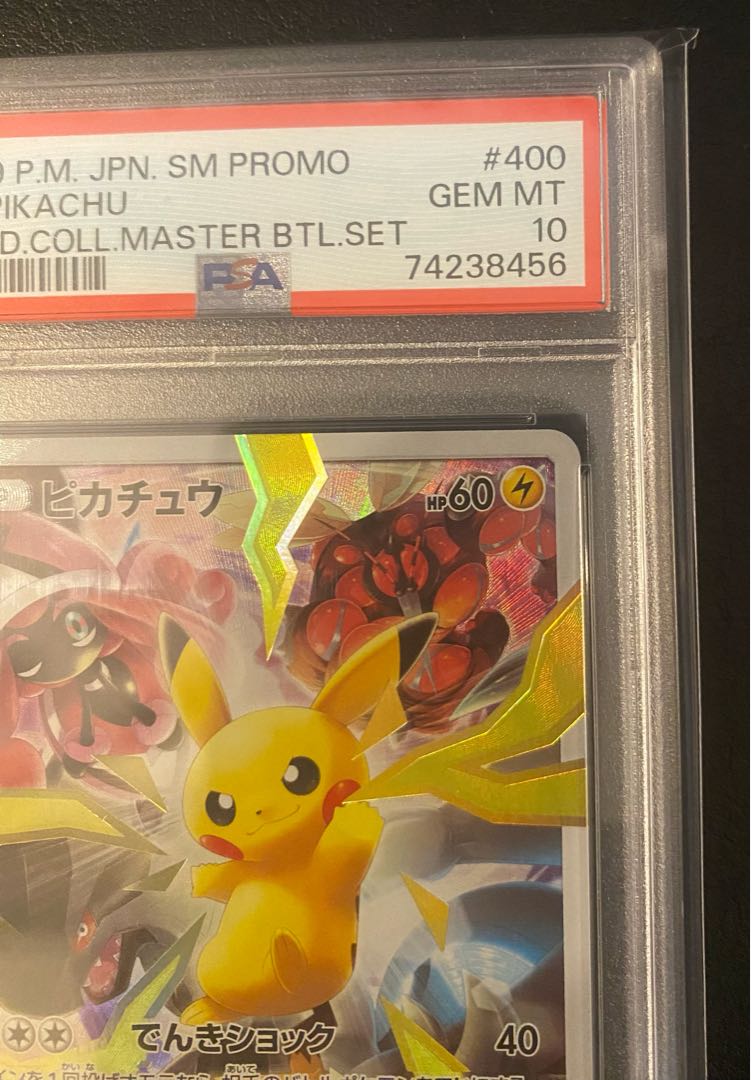 P.M. JPN. SM PROMO #400
PIKACHU GEM MT
D.COLL.MASTER BTL.SET 10
PSA 74238456
ピカチュウ HP60
でんきショック 40